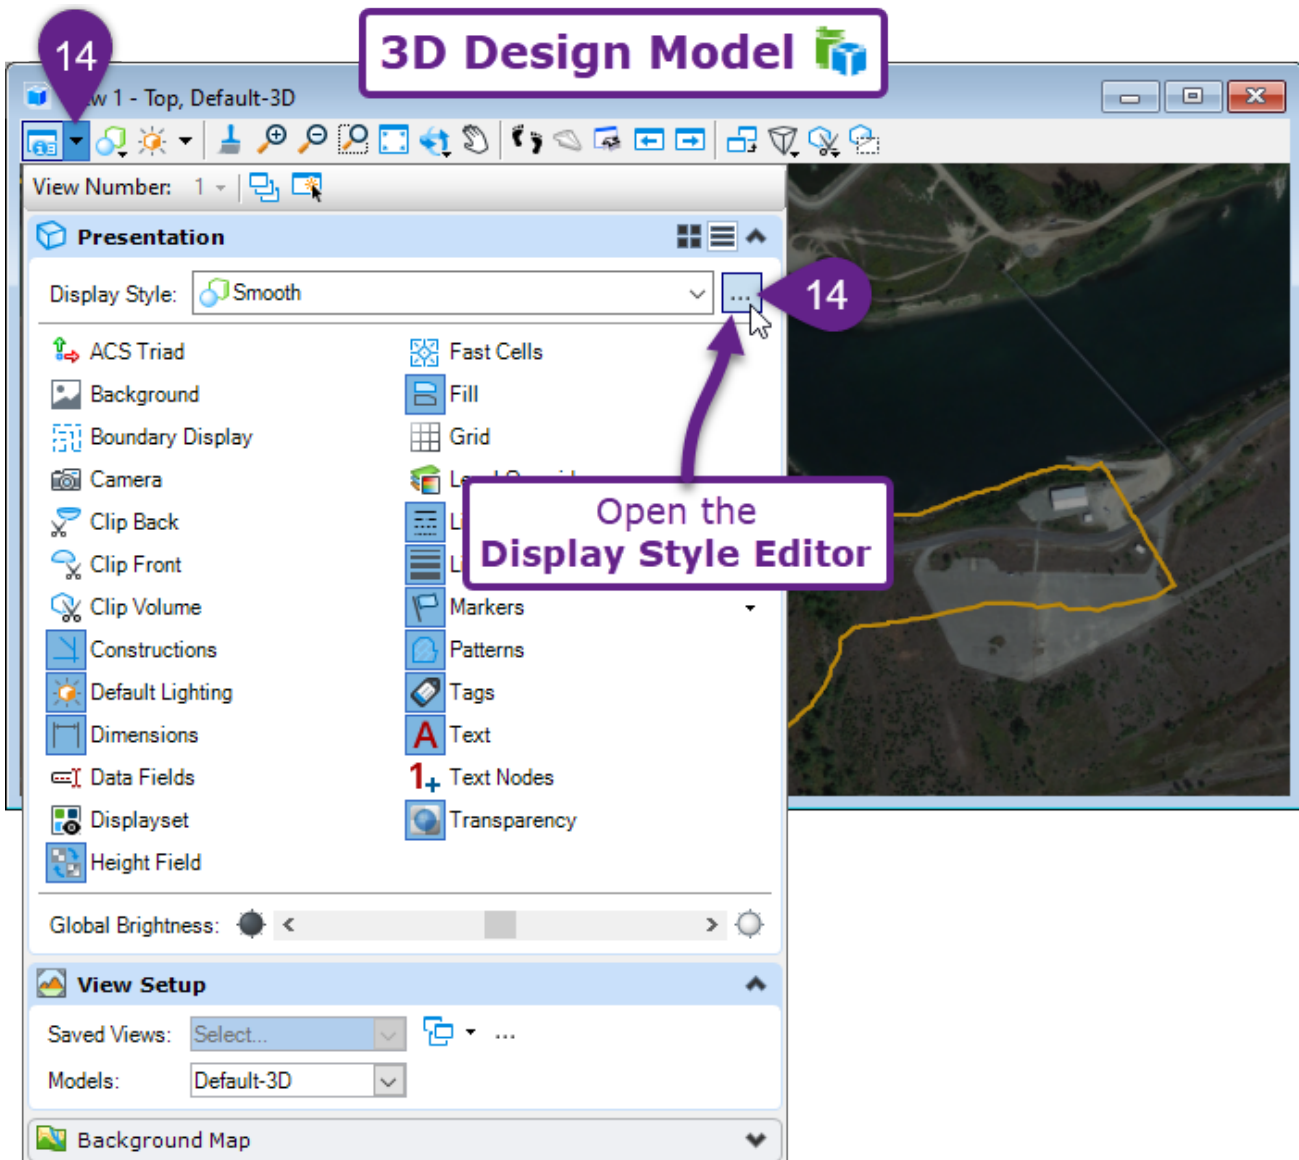 14
3D Design Model
w 1 - Top, Default-3D
View Number: 1
Presentation
Display Style: Smooth ... 14
ACS Triad
Fast Cells
Background
Fill
Boundary Display
Grid
Camera
Clip Back
Clip Front
Open the
Display Style Editor
Clip Volume
Markers
Constructions
Patterns
Default Lighting
Tags
Dimensions
Text
Data Fields
Text Nodes
Displayset
Transparency
Height Field
Global Brightness:
View Setup
Saved Views: Select... ...
Models: Default-3D
Background Map